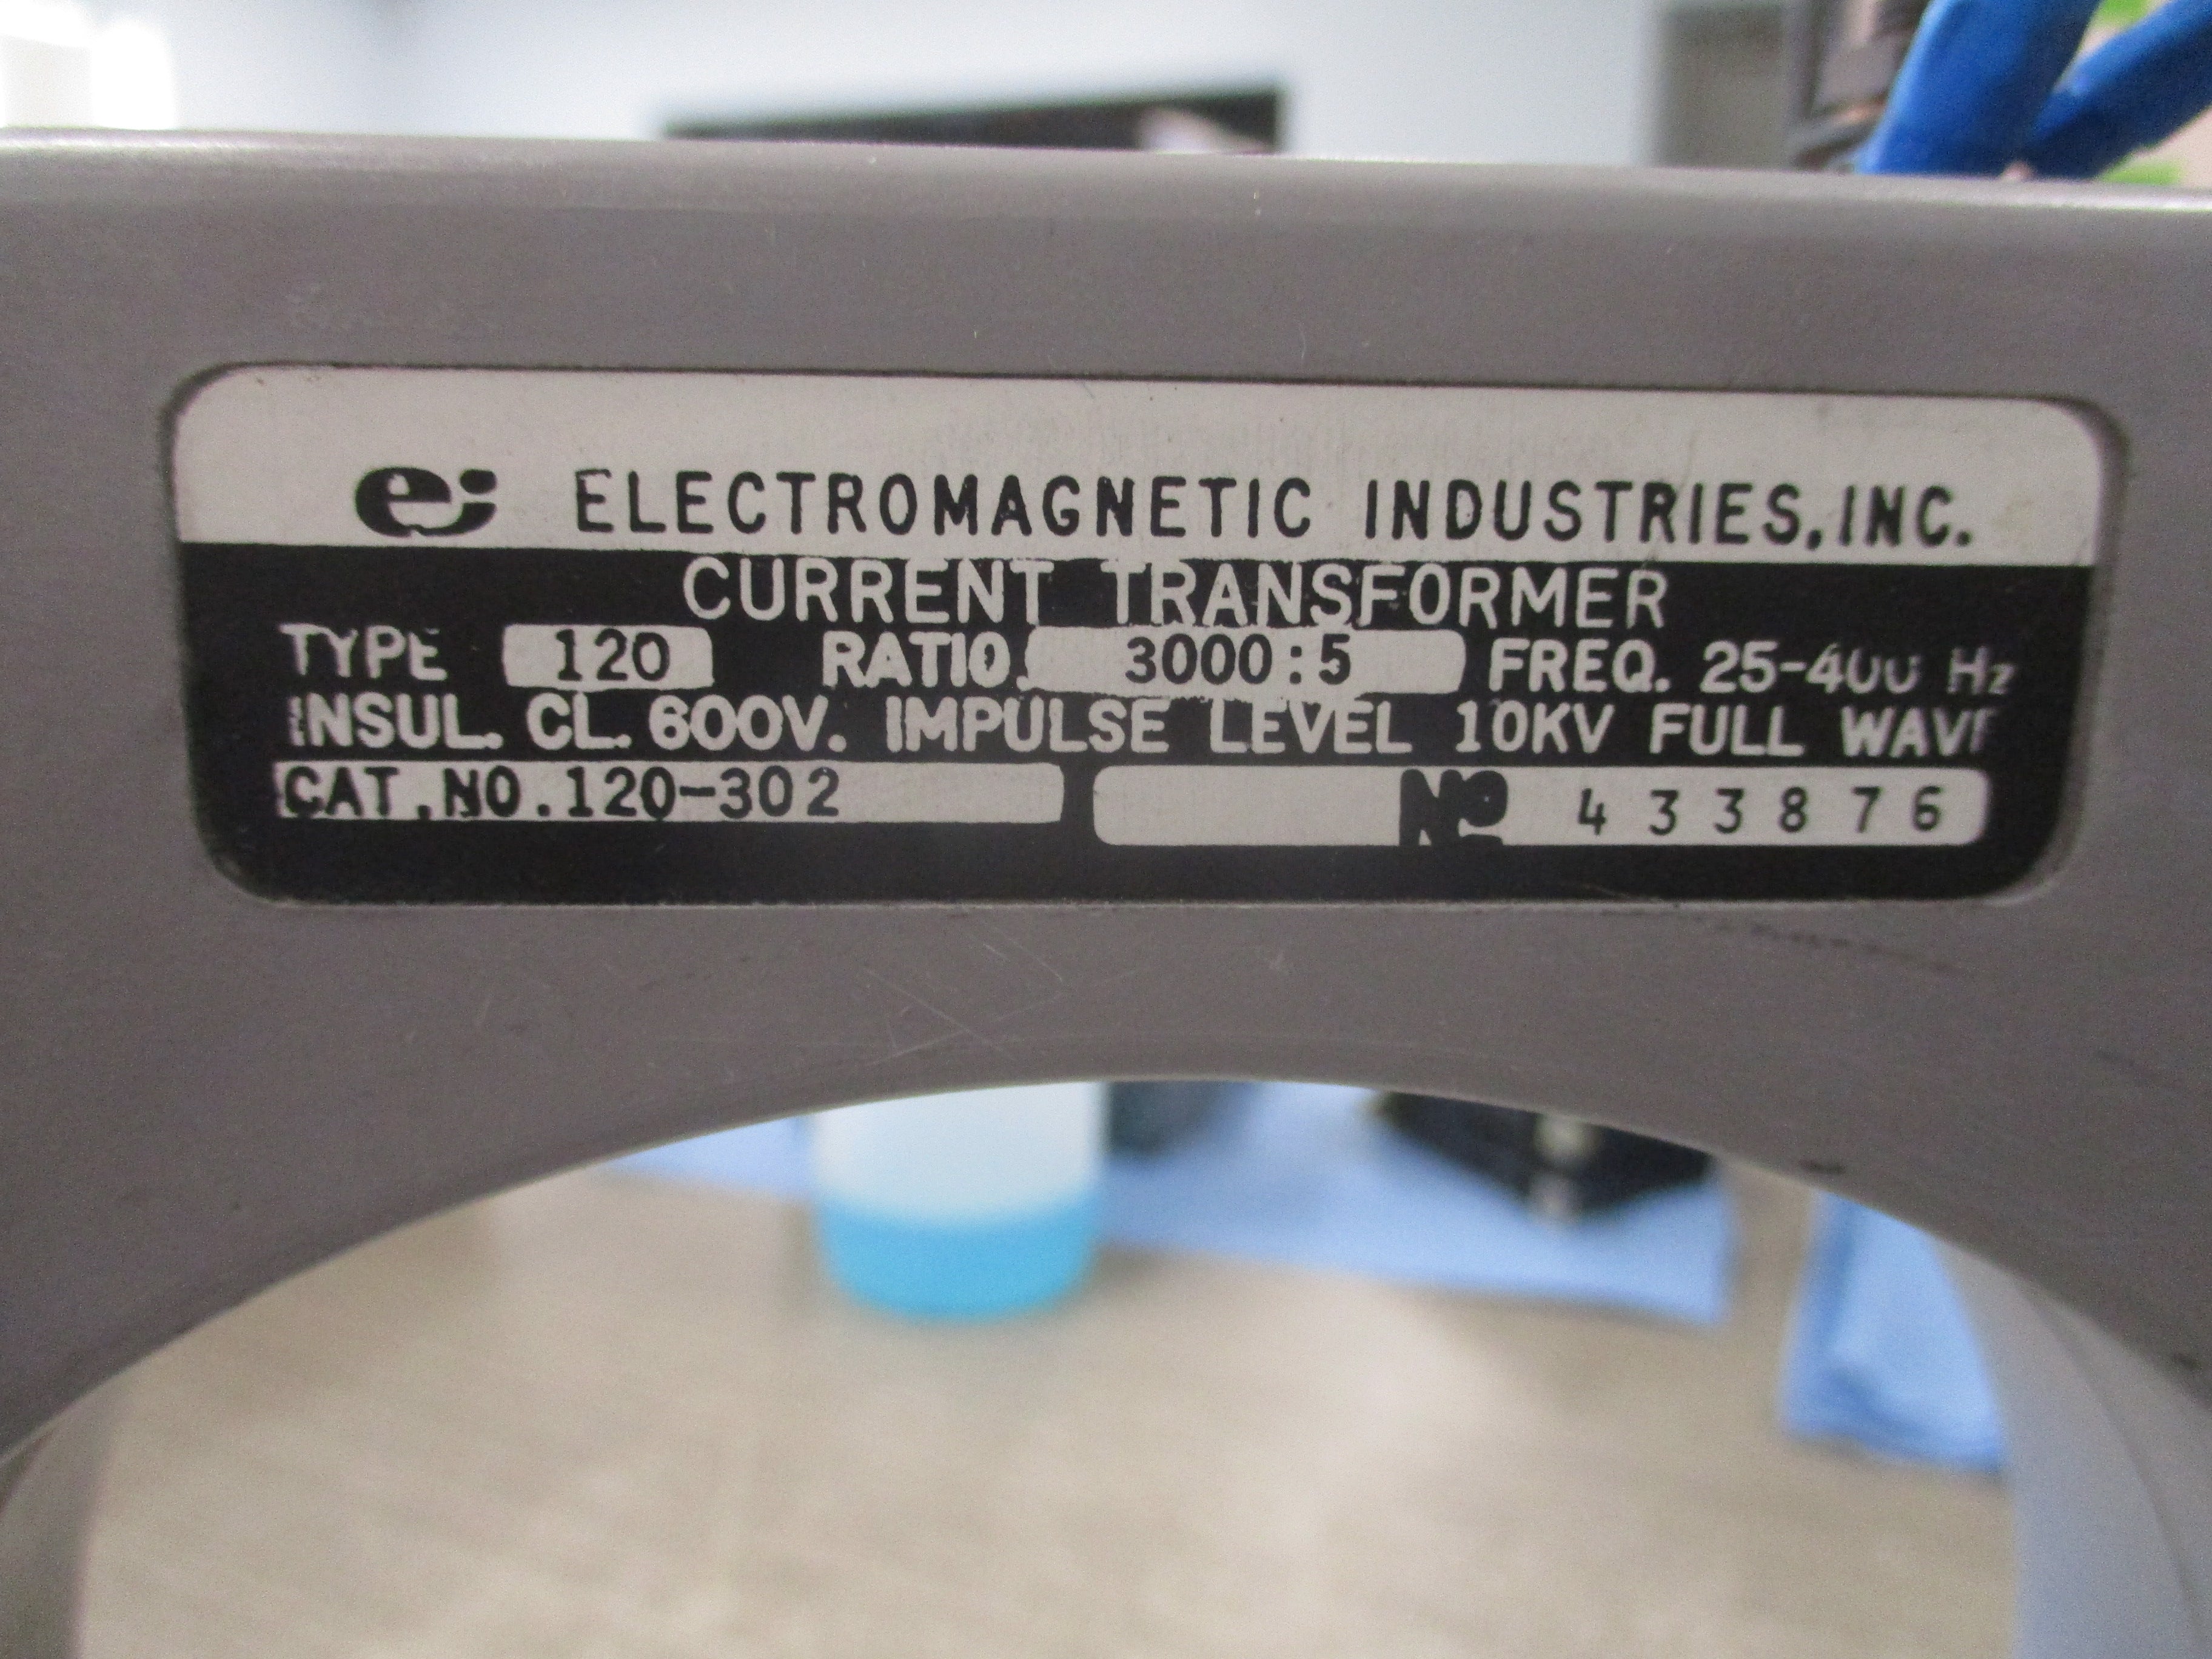 ei ELECTROMAGNETIC INDUSTRIES, INC.
CURRENT TRANSFORMER
TYPE 120 RATIO. 3000:5 FREQ. 25-400 Hz
INSUL. CL. 600V. IMPULSE LEVEL 10KV FULL WAVE
CAT.NO.120-302 No 433876